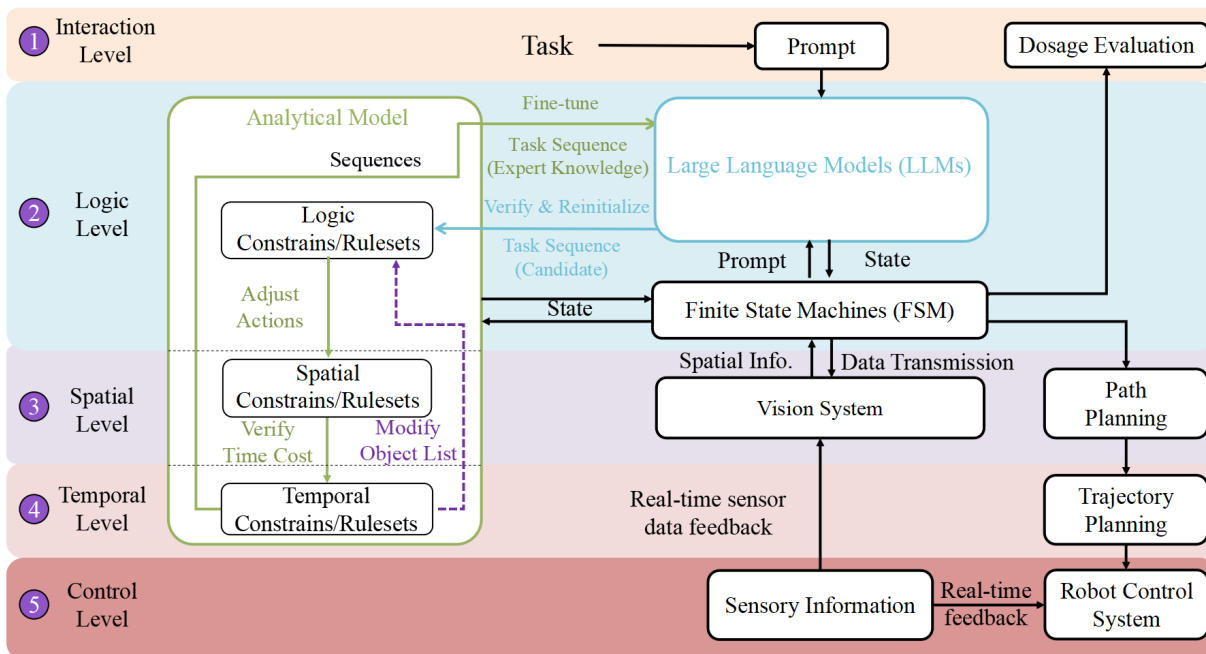 1
Interaction
Level
Task
Prompt
Dosage Evaluation
2
Logic
Level
Analytical Model
Sequences
Fine-tune
Task Sequence
(Expert Knowledge)
Verify & Reinitialize
Task Sequence
(Candidate)
Large Language Models (LLMs)
Logic
Constrains/Rulesets
Adjust
Actions
Prompt
State
State
Finite State Machines (FSM)
3
Spatial
Level
Spatial
Constrains/Rulesets
Verify
Time Cost
Modify
Object List
Spatial Info.
Data Transmission
Vision System
Path
Planning
4
Temporal
Level
Temporal
Constrains/Rulesets
Real-time sensor
data feedback
Trajectory
Planning
5
Control
Level
Sensory Information
Real-time
feedback
Robot Control
System